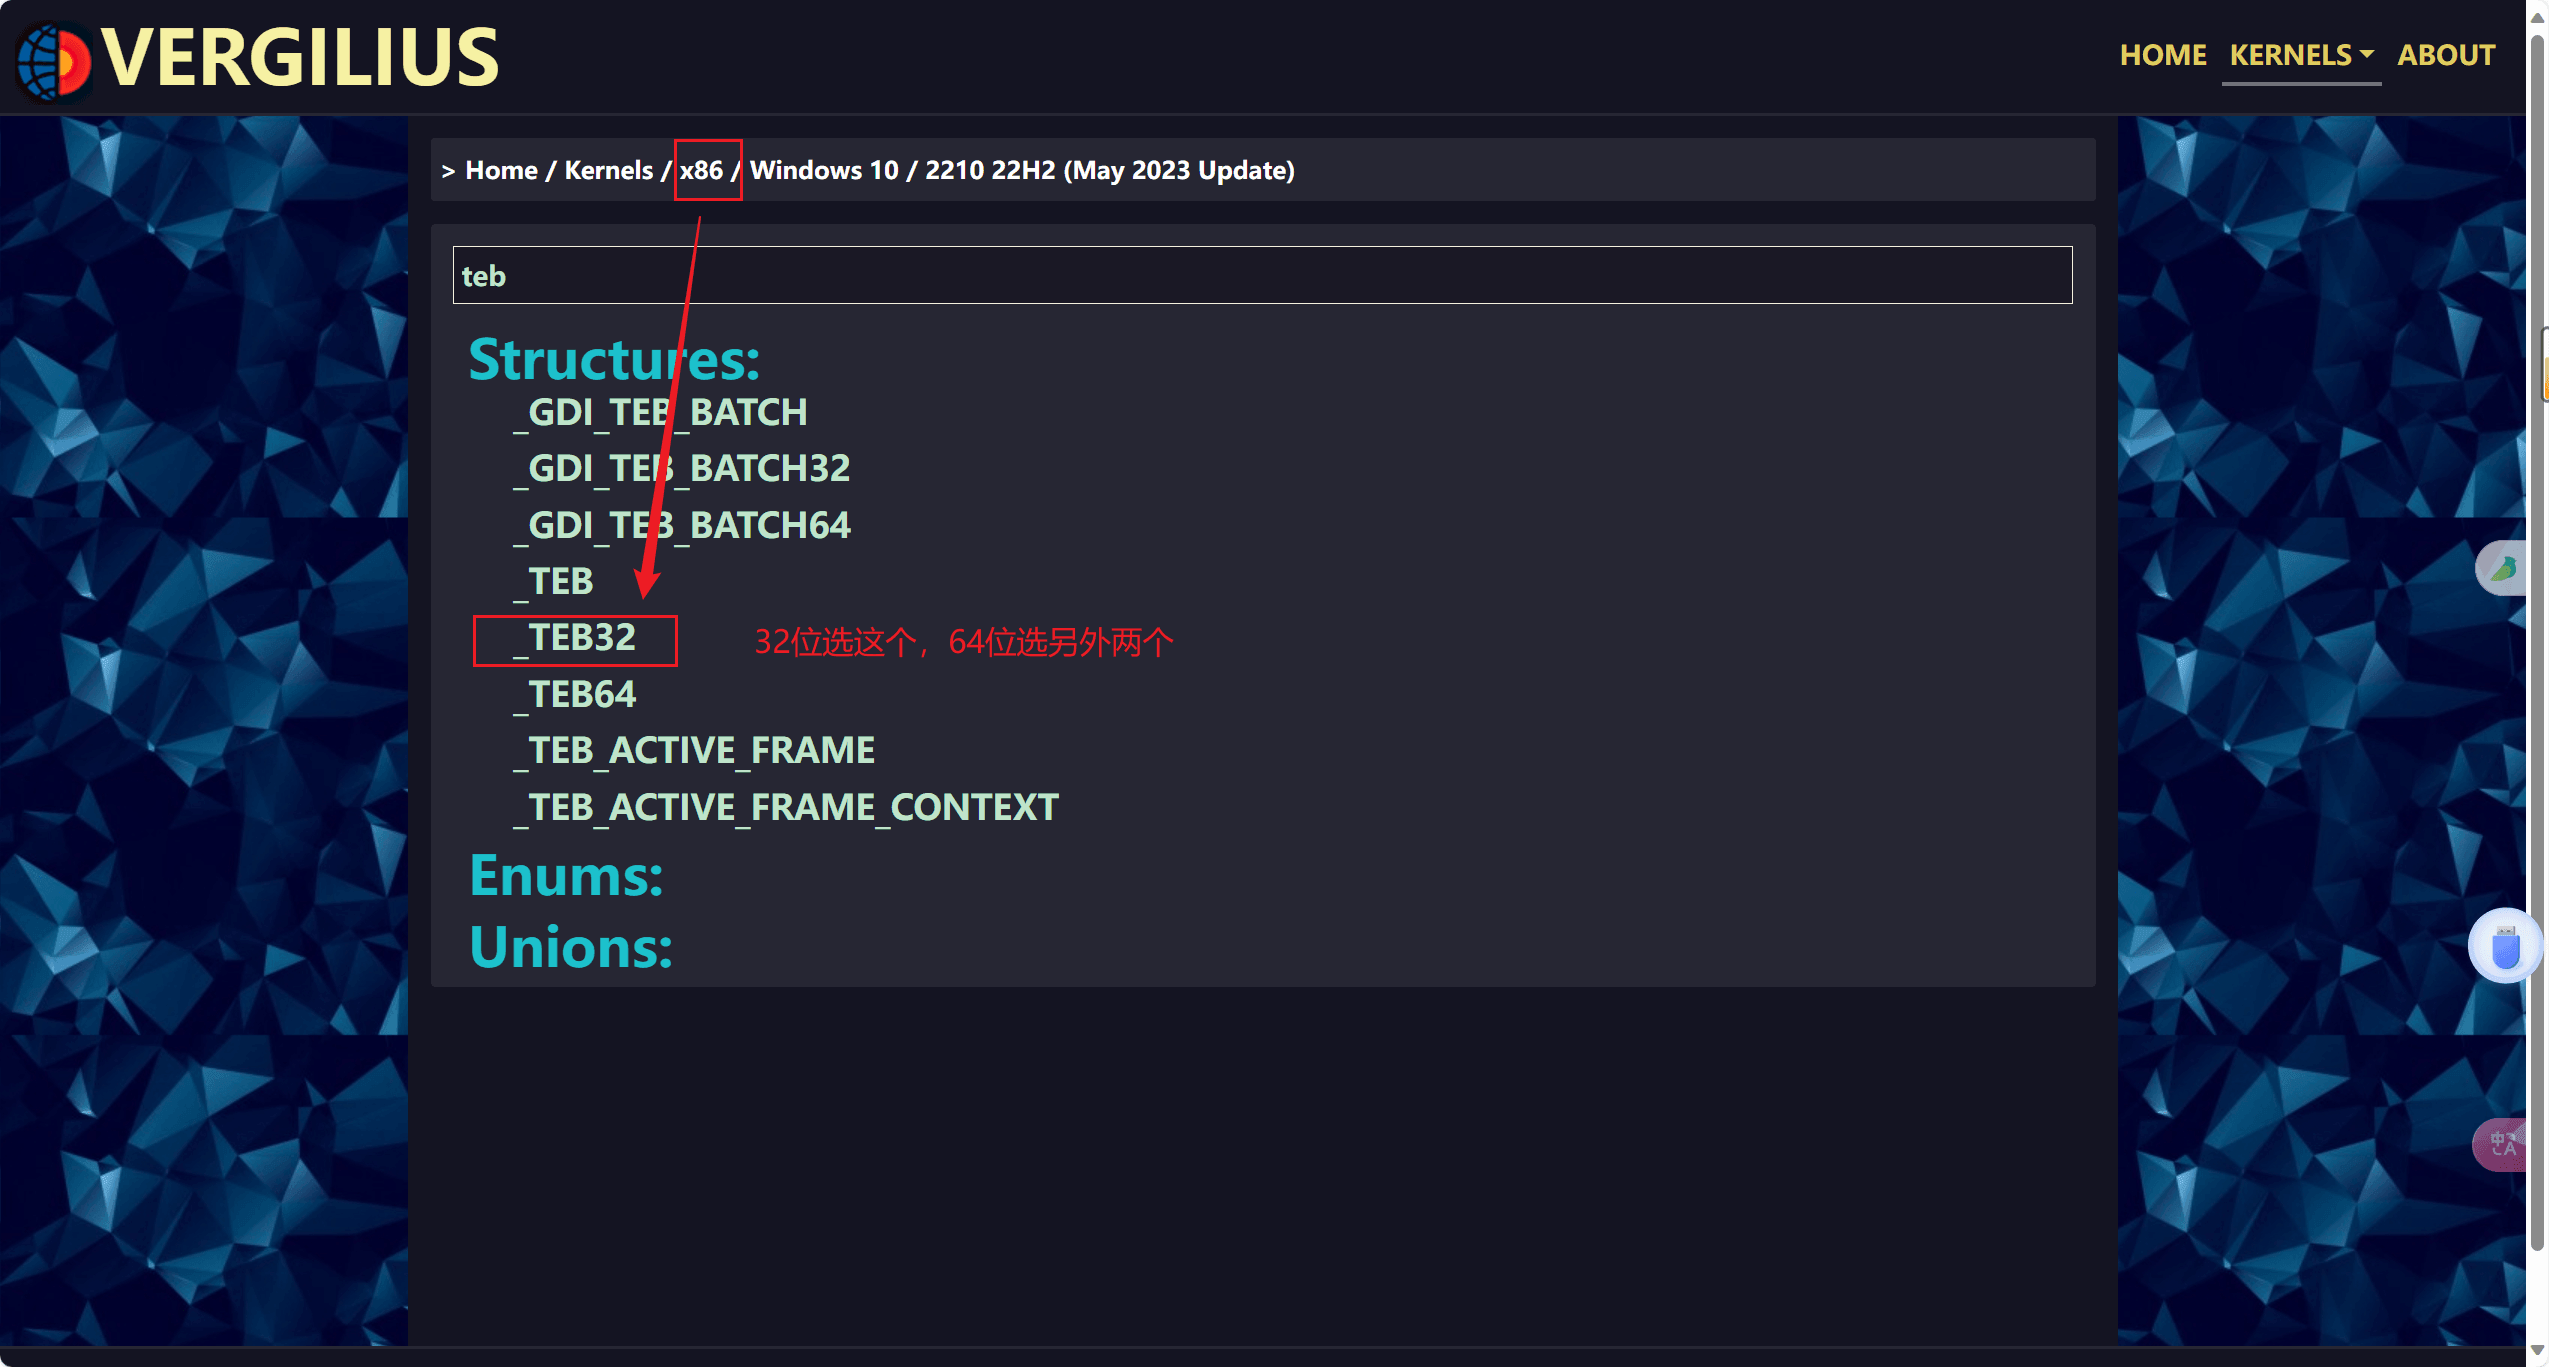 VERGILIUS
HOME KERNELS ABOUT
> Home / Kernels / x86 / Windows 10 / 2210 22H2 (May 2023 Update)
teb
Structures:
_GDI_TEB_BATCH
_GDI_TEB_BATCH32
_GDI_TEB_BATCH64
_TEB
_TEB32
32位选这个，64位选另外两个
_TEB64
_TEB_ACTIVE_FRAME
_TEB_ACTIVE_FRAME_CONTEXT
Enums:
Unions:
中
A